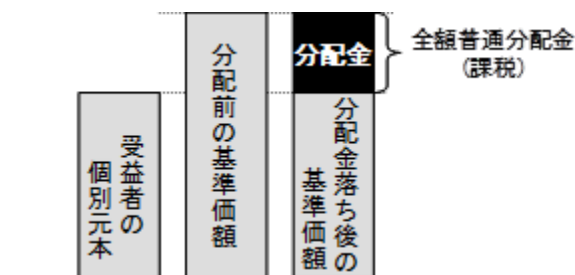 受益者の
個別元本
分配前の基準価額
分配金
分配金落ち後の
基準価額
全額普通分配金
(課税)